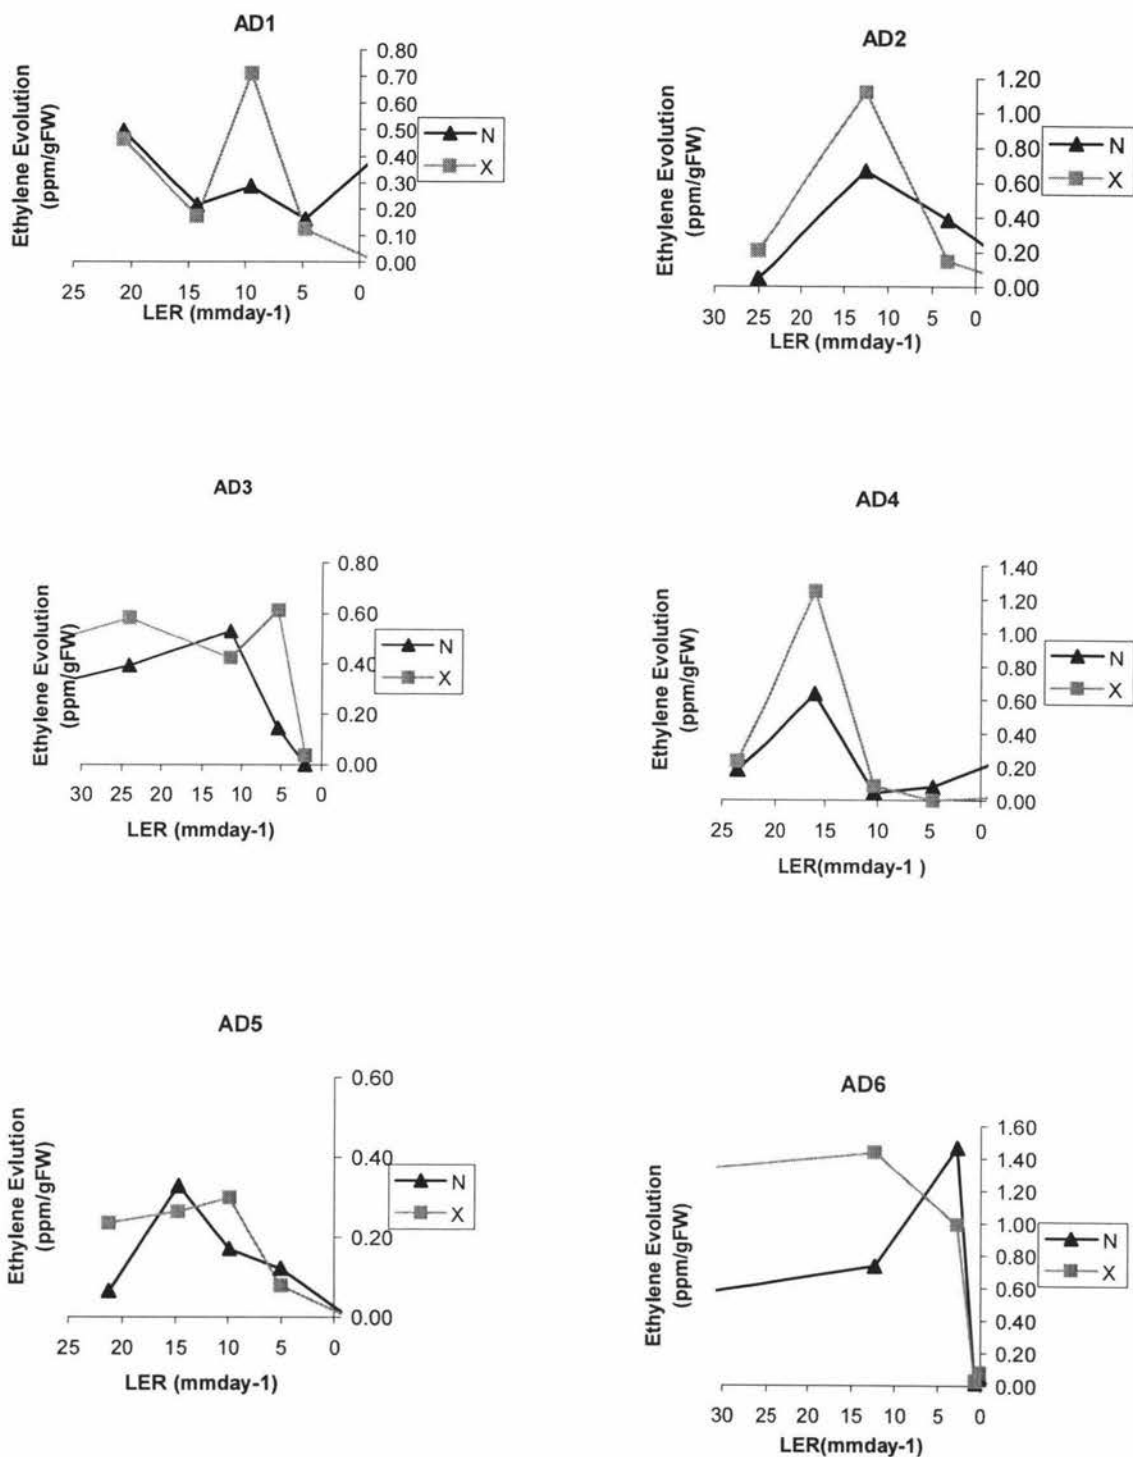 AD1
Ethylene Evolution
(ppm/gFW)
0.80
0.70
0.60
0.50
0.40
0.30
0.20
0.10
0.00
N
X
25 20 15 10 5 0
LER (mmday-1)
AD2
Ethylene Evolution
(ppm/gFW)
1.20
1.00
0.80
0.60
0.40
0.20
0.00
N
X
30 25 20 15 10 5 0
LER (mmday-1)
AD3
Ethylene Evolution
(ppm/gFW)
0.80
0.60
0.40
0.20
0.00
N
X
30 25 20 15 10 5 0
LER (mmday-1)
AD4
Ethylene Evolution
(ppm/gFW)
1.40
1.20
1.00
0.80
0.60
0.40
0.20
0.00
N
X
25 20 15 10 5 0
LER(mmday-1 )
AD5
Ethylene Evlution
(ppm/gFW)
0.60
0.40
0.20
0.00
N
X
25 20 15 10 5 0
LER (mmday-1)
AD6
Ethylene Evolution
(ppm/gFW)
1.60
1.40
1.20
1.00
0.80
0.60
0.40
0.20
0.00
N
X
30 25 20 15 10 5 0
LER(mmday-1)